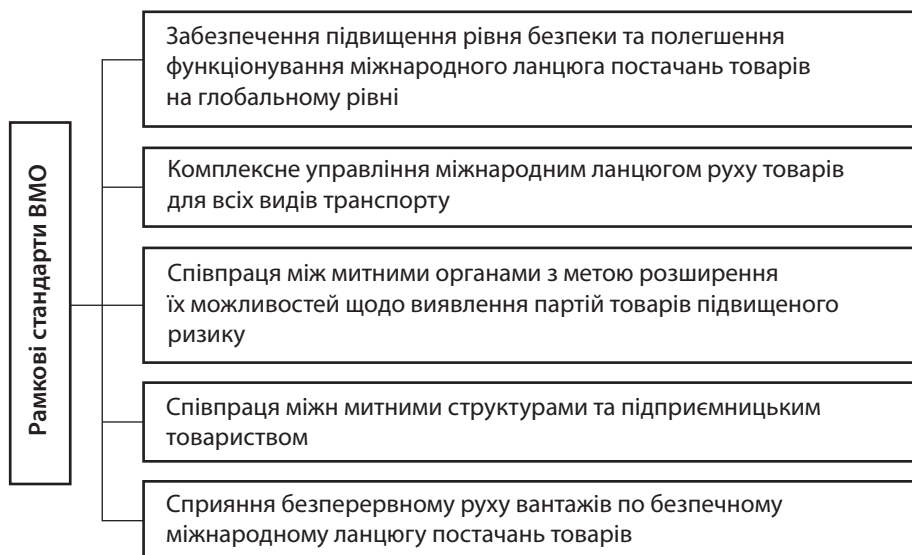 Рамкові стандарти ВМО
Забезпечення підвищення рівня безпеки та полегшення
функціонування міжнародного ланцюга постачань товарів
на глобальному рівні
Комплексне управління міжнародним ланцюгом руху товарів
для всіх видів транспорту
Співпраця між митними органами з метою розширення
їх можливостей щодо виявлення партій товарів підвищеного
ризику
Співпраця міжн митними структурами та підприємницьким
товариством
Сприяння безперервному руху вантажів по безпечному
міжнародному ланцюгу постачань товарів